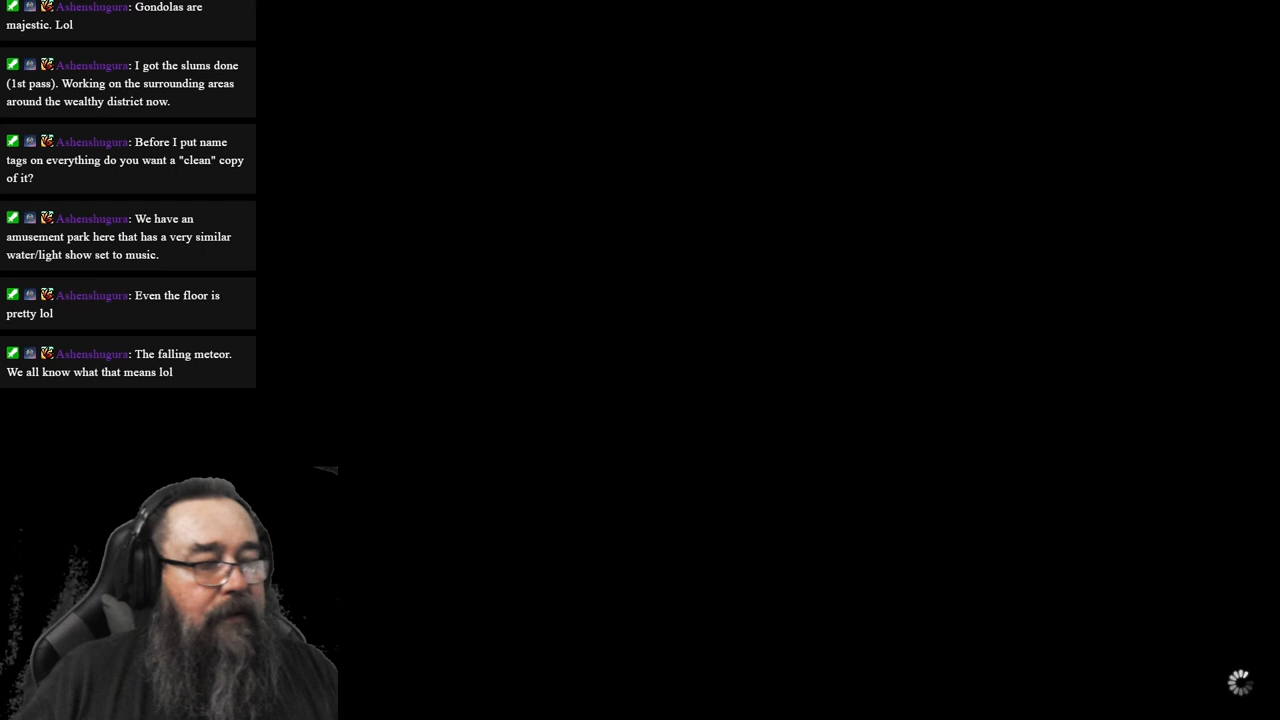 Ashenshugura: Gondolas are
majestic. Lol
Ashenshugura: I got the slums done
(1st pass). Working on the surrounding areas
around the wealthy district now.
Ashenshugura: Before I put name
tags on everything do you want a "clean" copy
of it?
Ashenshugura: We have an
amusement park here that has a very similar
water/light show set to music.
Ashenshugura: Even the floor is
pretty lol
Ashenshugura: The falling meteor.
We all know what that means lol